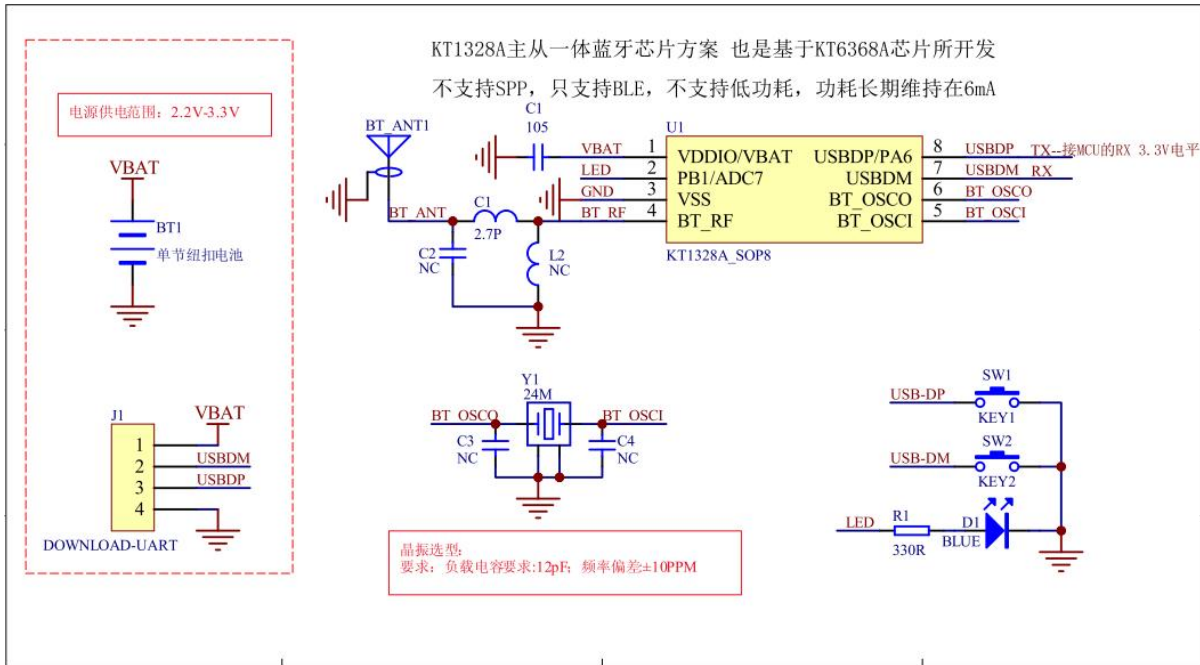 KT1328A主从一体蓝牙芯片方案 也是基于KT6368A芯片所开发
不支持SPP，只支持BLE，不支持低功耗，功耗长期维持在6mA
电源供电范围：2.2V-3.3V
VBAT
BT1
单节纽扣电池
J1
VBAT
1
2 USBDM
3 USBDP
4
DOWNLOAD-UART
BT_ANT1
C1
105
VBAT
LED
GND
BT_RF
BT_ANT
C1
2.7P
C2
NC
L2
NC
U1
1 VDDIO/VBAT USBDP/PA6 8 USBDP TX--接MCU的RX 3.3V电平
2 PB1/ADC7 USBDM 7 USBDM RX
3 VSS BT_OSCO 6 BT_OSCO
4 BT_RF BT_OSCI 5 BT_OSCI
KT1328A_SOP8
Y1
24M
BT_OSCO BT_OSCI
C3
NC
C4
NC
晶振选型:
要求：负载电容要求:12pF；频率偏差±10PPM
SW1
USB-DP
KEY1
SW2
USB-DM
KEY2
LED
R1
330R
D1
BLUE